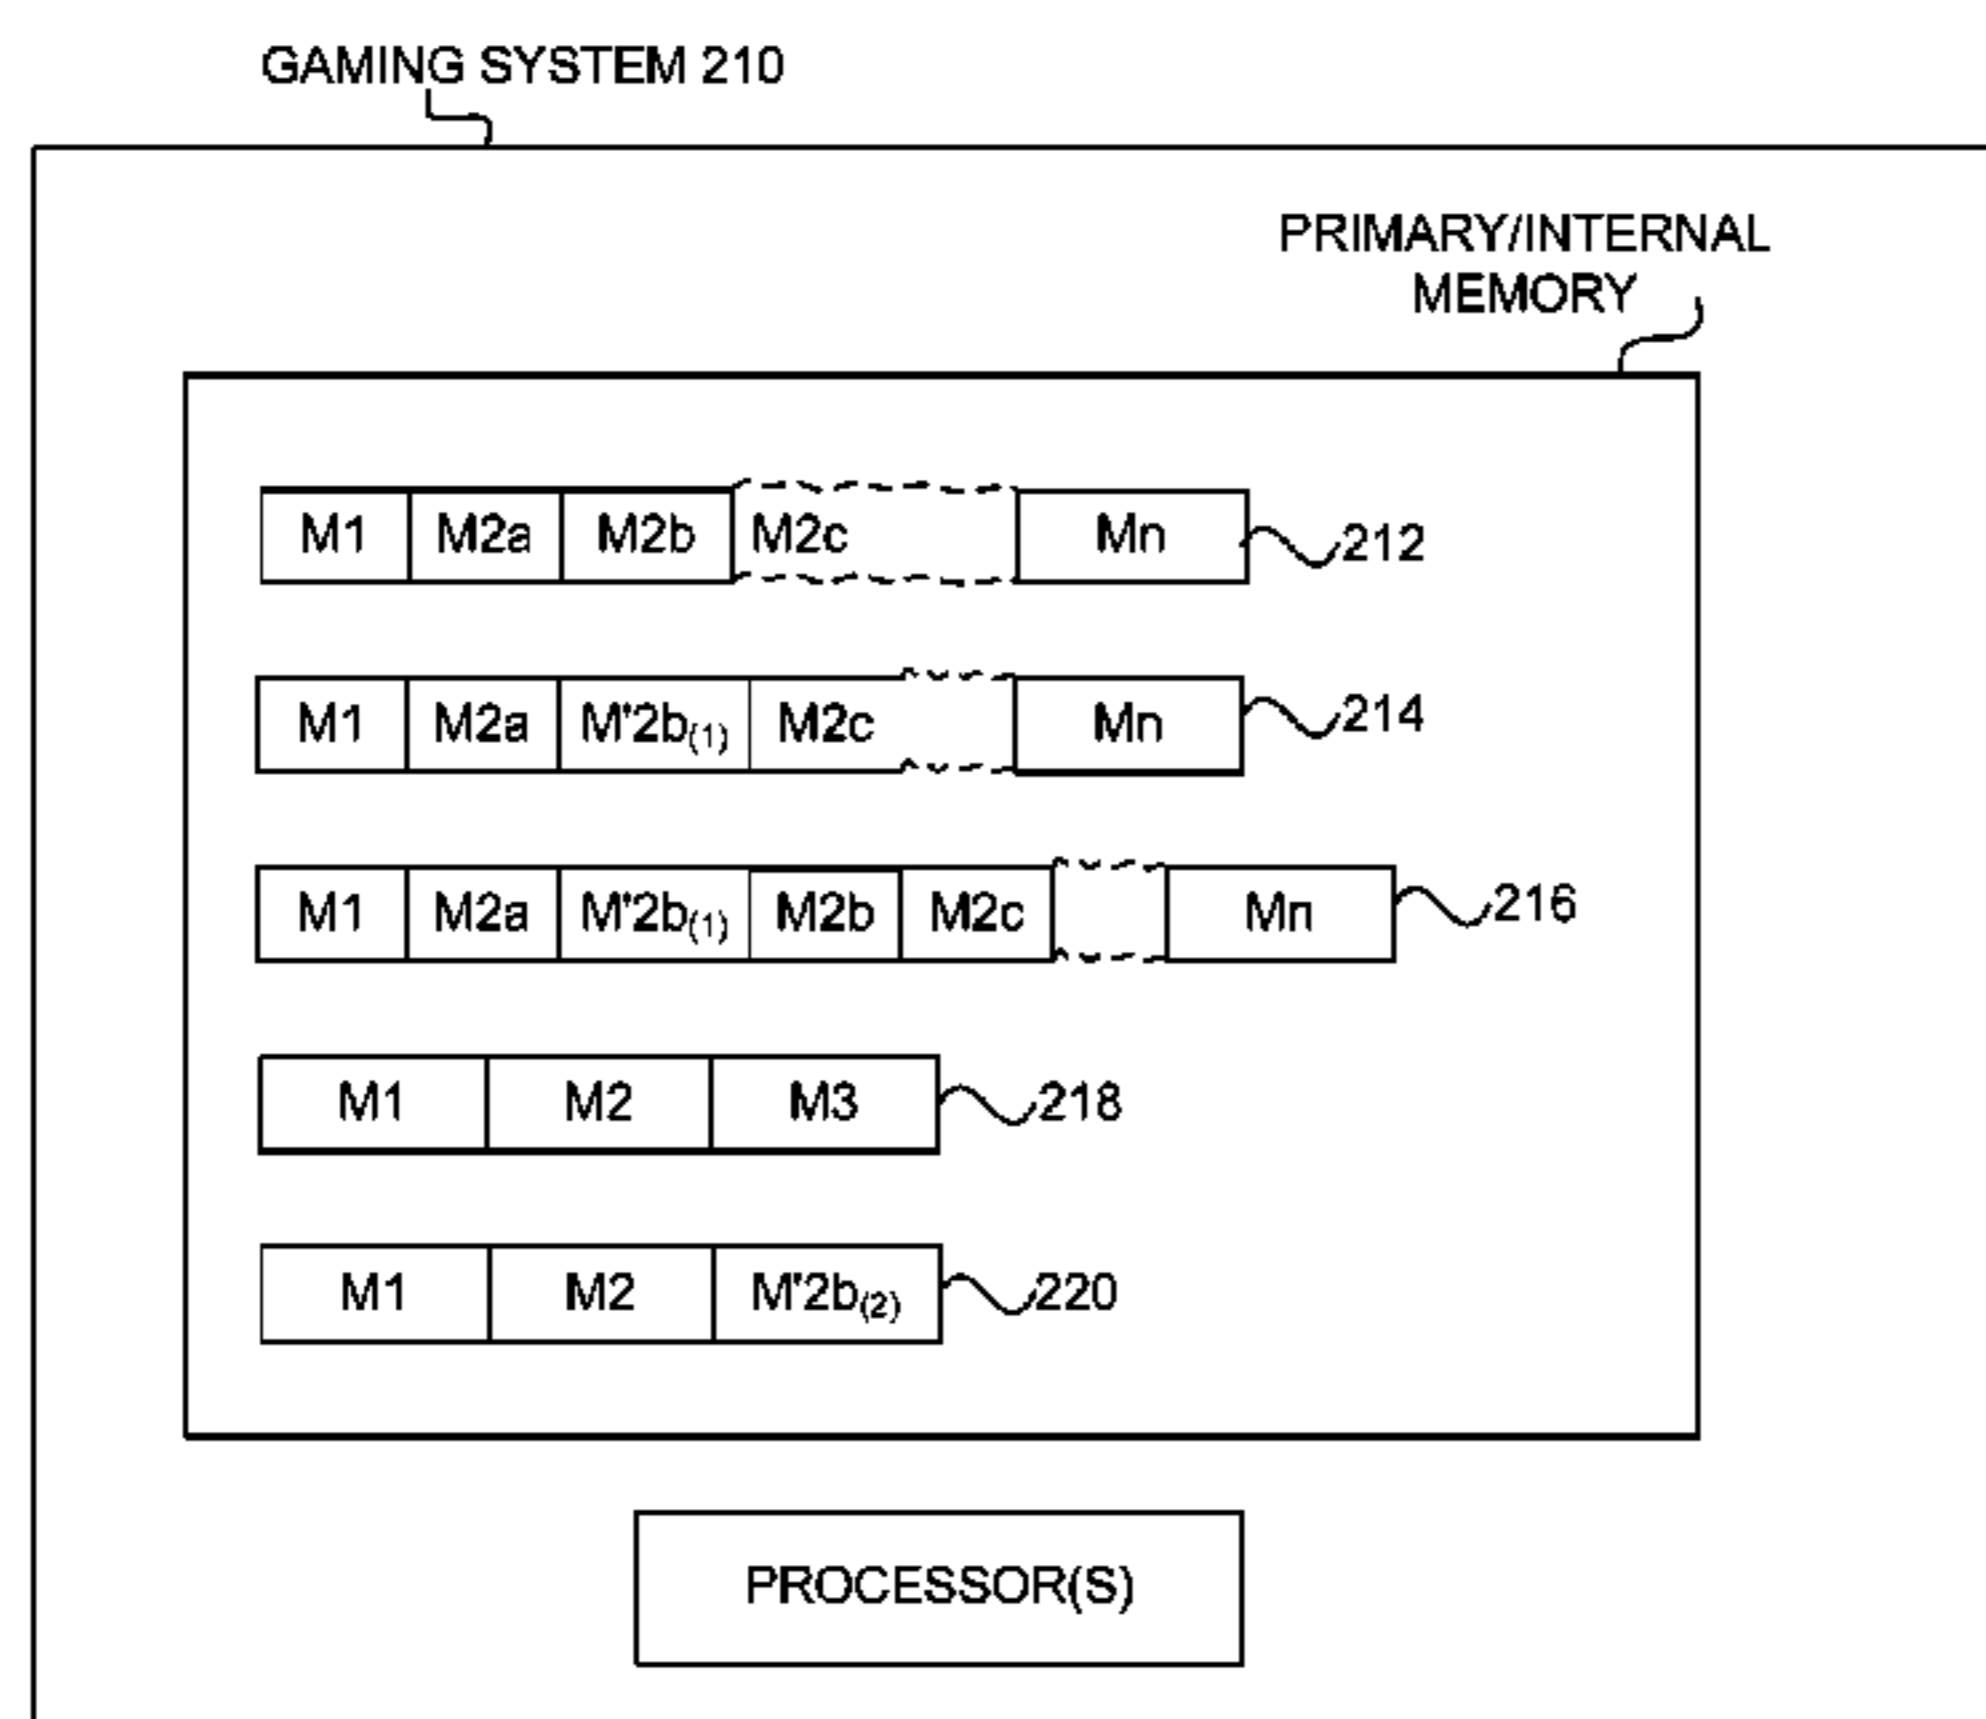 GAMING SYSTEM 210
PRIMARY/INTERNAL
MEMORY
M1 M2a M2b M2c Mn 212
M1 M2a M'2b(1) M2c Mn 214
M1 M2a M'2b(1) M2b M2c Mn 216
M1 M2 M3 218
M1 M2 M'2b(2) 220
PROCESSOR(S)